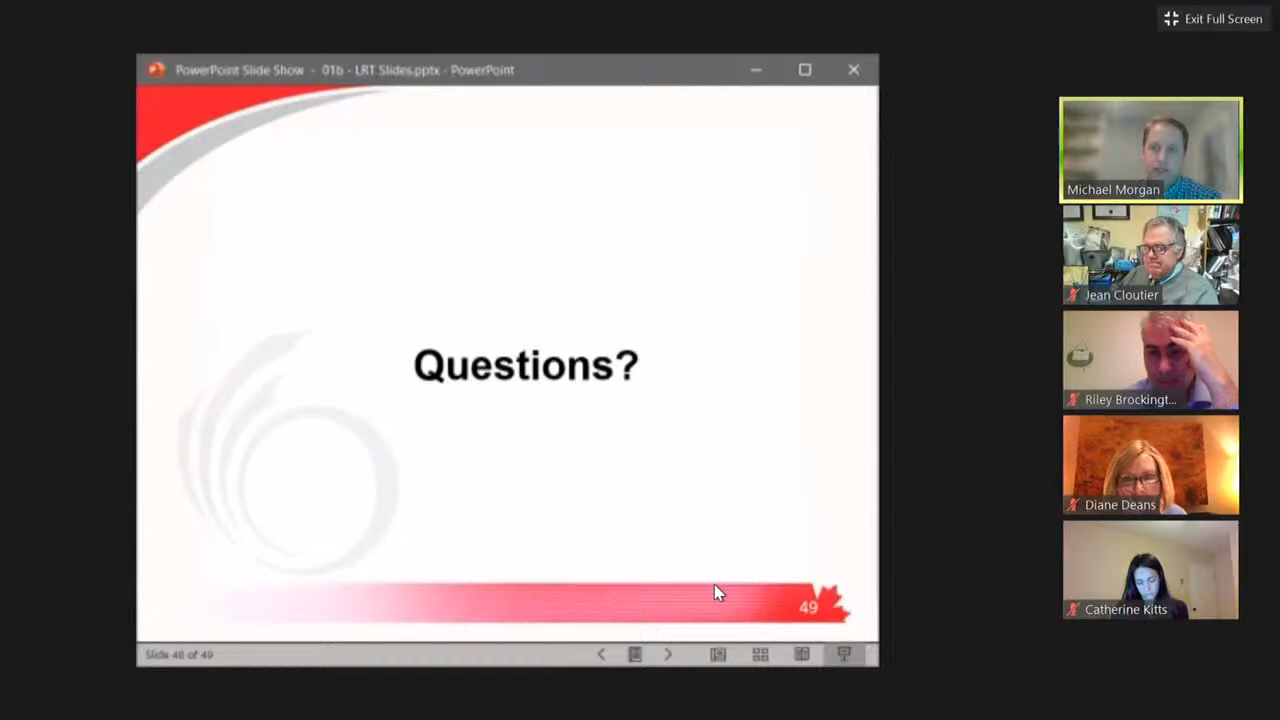 Exit Full Screen
PowerPoint Slide Show - 01b - LRT Slides.pptx - PowerPoint
Michael Morgan
Jean Cloutier
Questions?
Riley Brockingt...
Diane Deans
49
Catherine Kitts
Slide 48 of 49